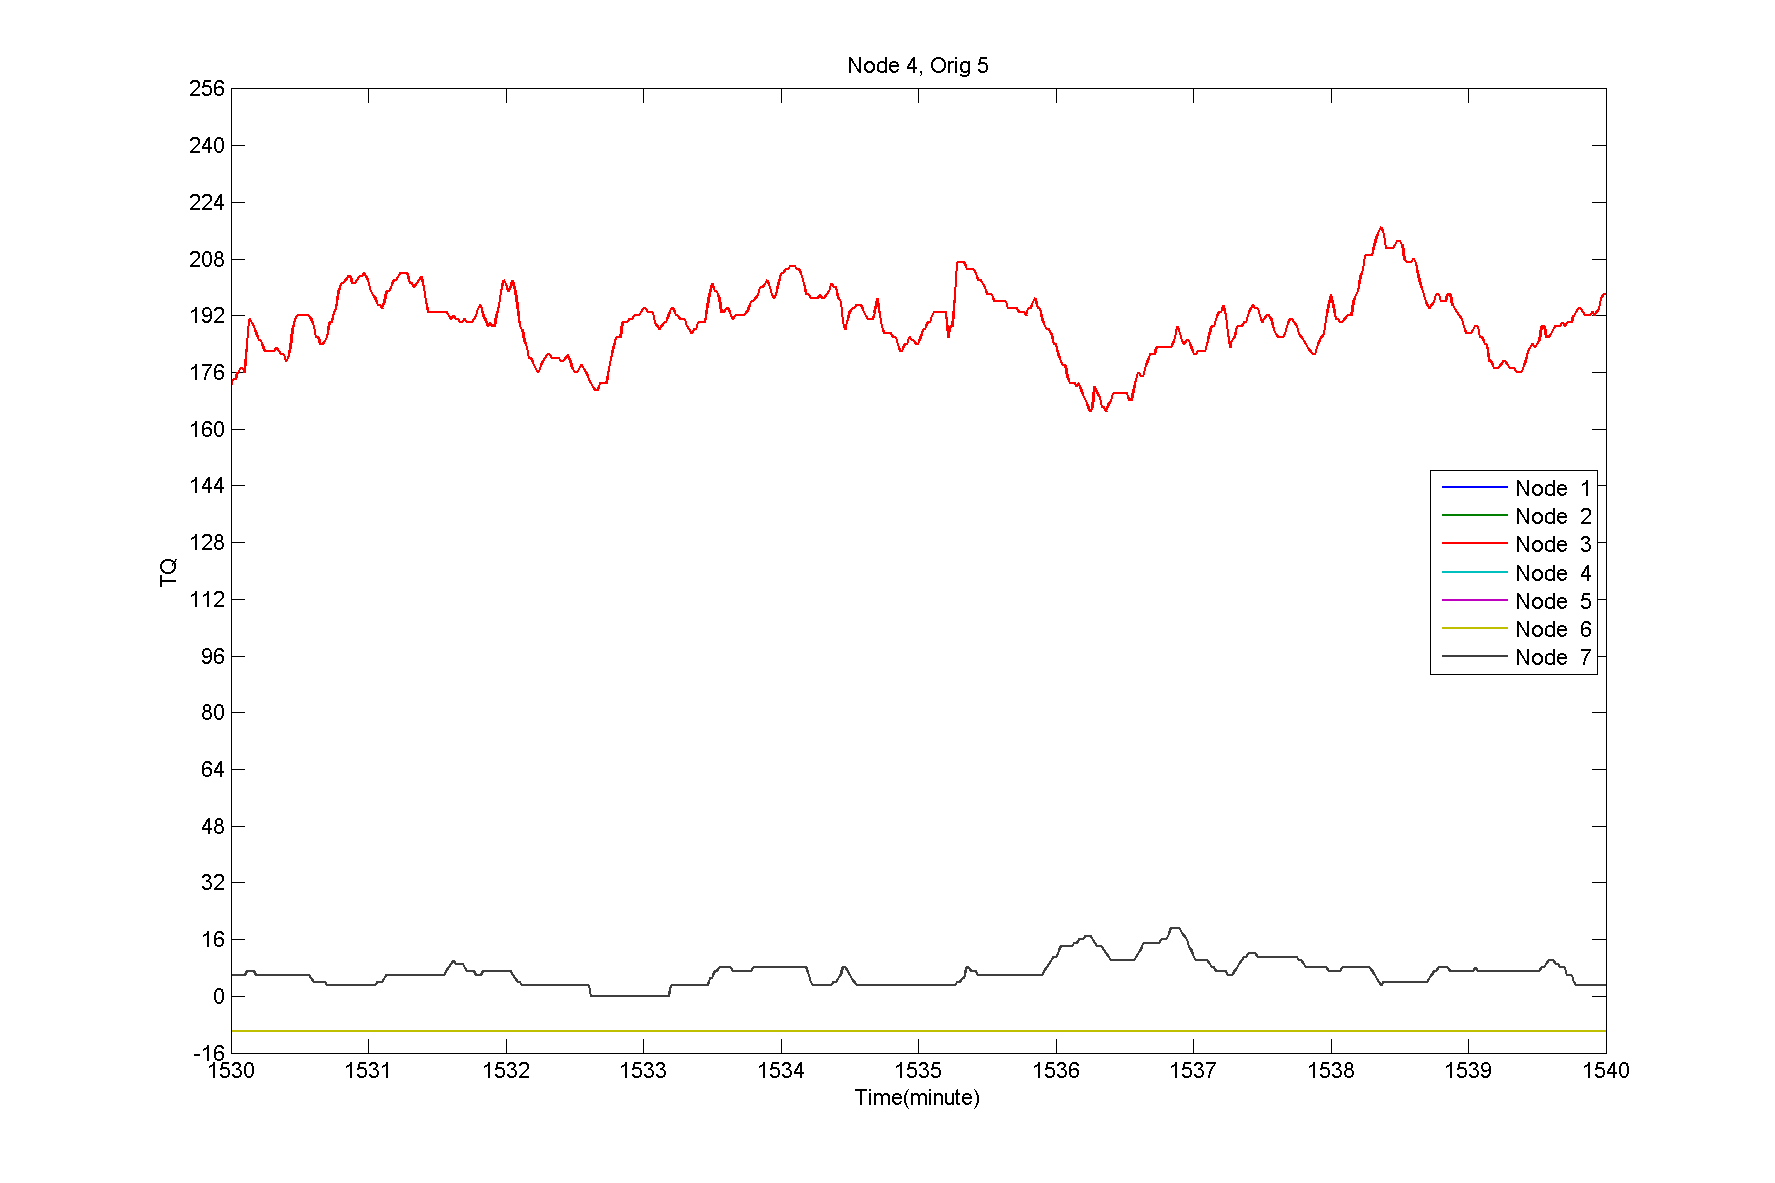 Node 4, Orig 5
256
240
224
208
192
176
160
144
128
112
96
80
64
48
32
16
0
-16
TQ
Node 1
Node 2
Node 3
Node 4
Node 5
Node 6
Node 7
1530 1531 1532 1533 1534 1535 1536 1537 1538 1539 1540
Time(minute)